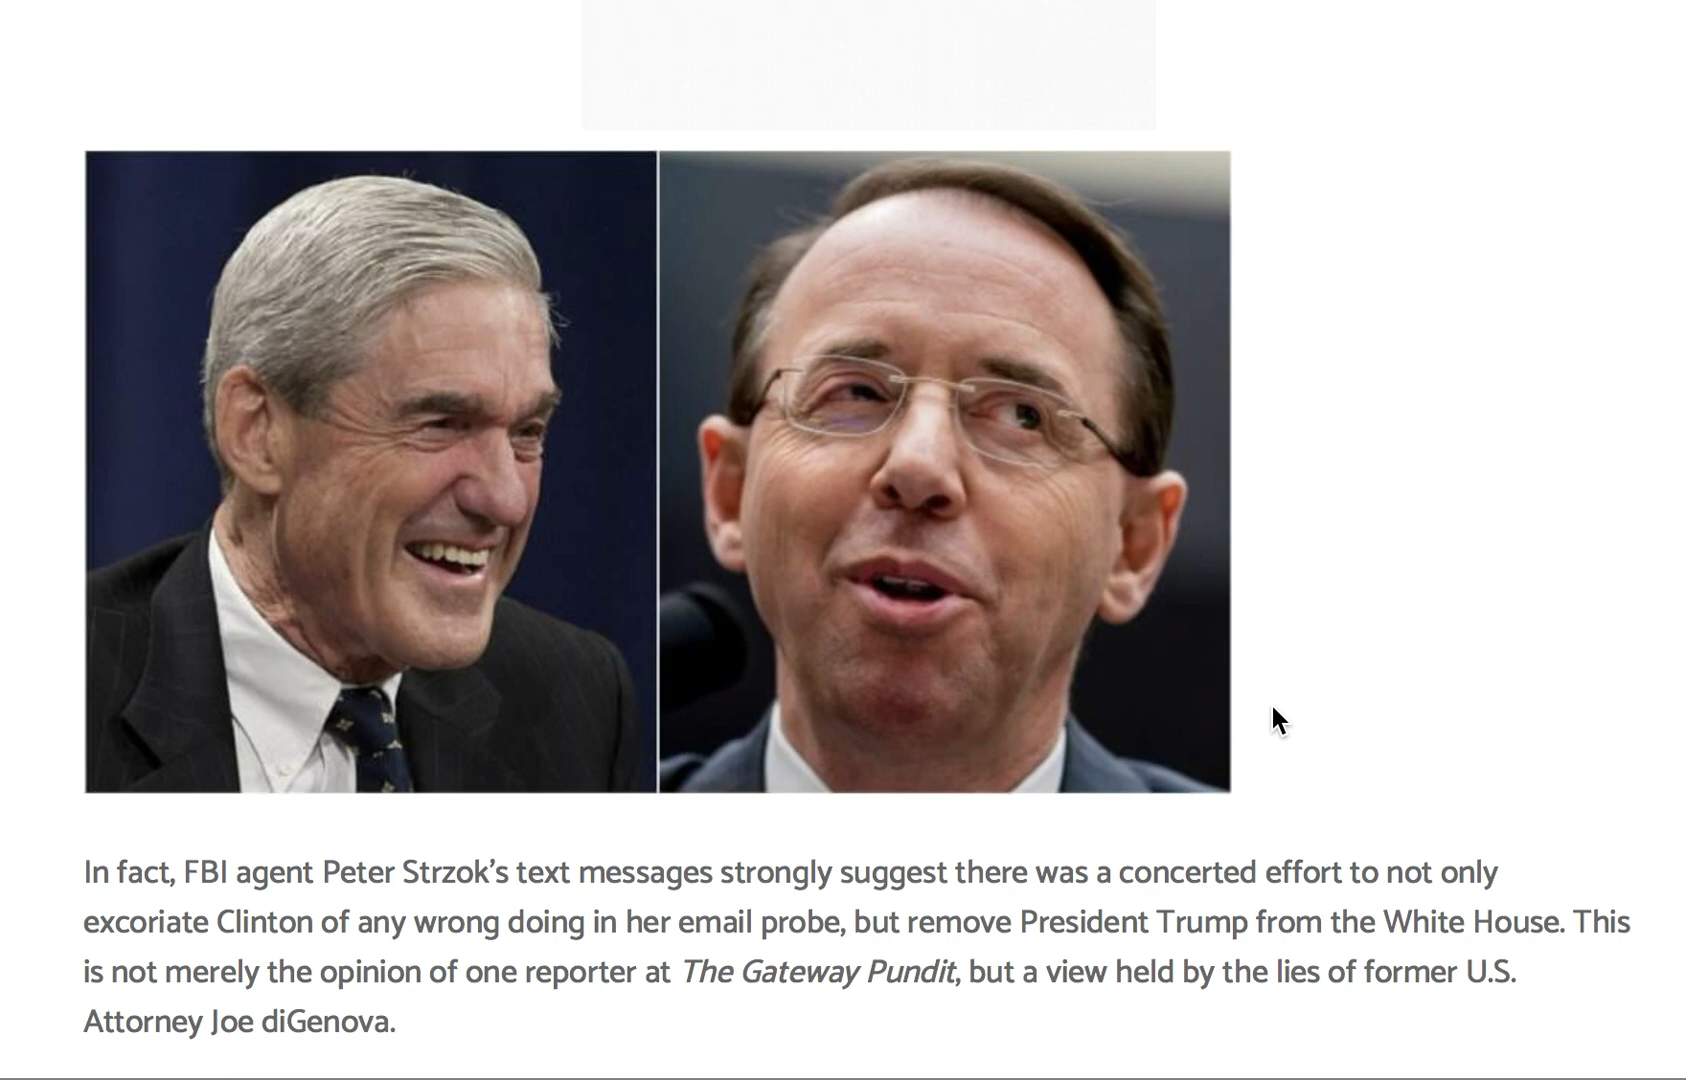 In fact, FBI agent Peter Strzok’s text messages strongly suggest there was a concerted effort to not only
excoriate Clinton of any wrong doing in her email probe, but remove President Trump from the White House. This
is not merely the opinion of one reporter at The Gateway Pundit, but a view held by the lies of former U.S.
Attorney Joe diGenova.